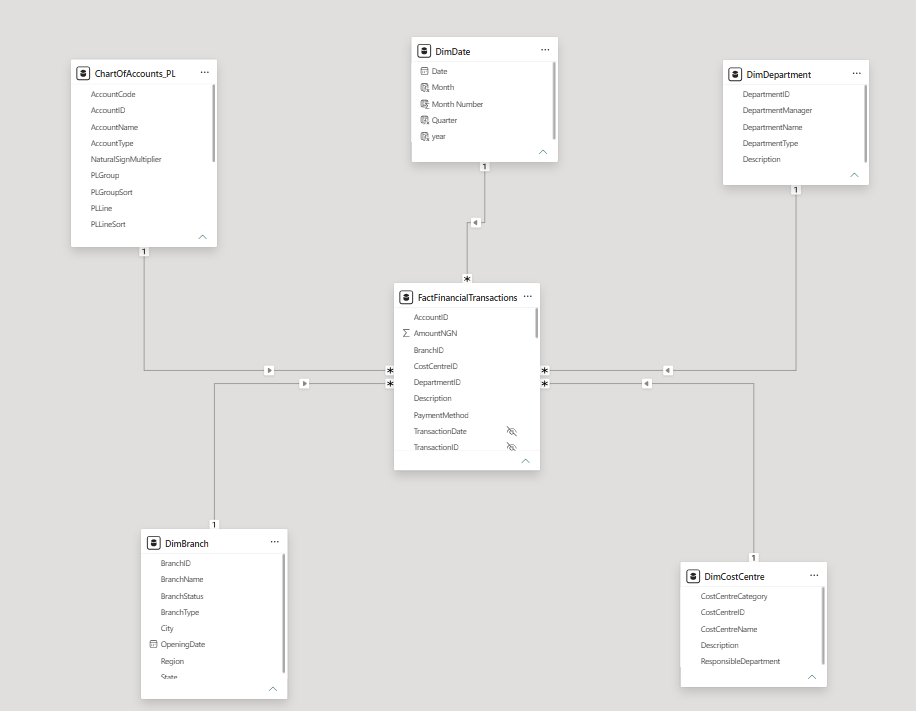 ChartOfAccounts_PL
AccountCode
AccountID
AccountName
AccountType
NaturalSignMultiplier
PLGroup
PLGroupSort
PLLine
PLLineSort
1
DimDate
Date
Month
Month Number
Quarter
year
1
DimDepartment
DepartmentID
DepartmentManager
DepartmentName
DepartmentType
Description
1
*
FactFinancialTransactions
AccountID
AmountNGN
BranchID
CostCentreID
DepartmentID
Description
PaymentMethod
TransactionDate
TransactionID
*
*
*
*
1
DimBranch
BranchID
BranchName
BranchStatus
BranchType
City
OpeningDate
Region
State
1
DimCostCentre
CostCentreCategory
CostCentreID
CostCentreName
Description
ResponsibleDepartment